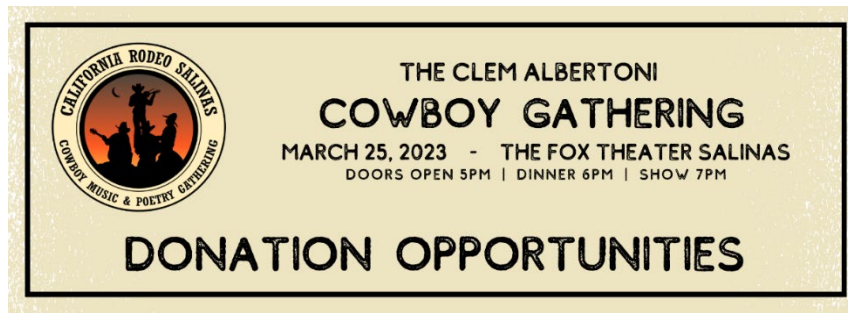 CALIFORNIA RODEO SALINAS
COWBOY MUSIC & POETRY GATHERING
THE CLEM ALBERTONI
COWBOY GATHERING
MARCH 25, 2023 - THE FOX THEATER SALINAS
DOORS OPEN 5PM | DINNER 6PM | SHOW 7PM
DONATION OPPORTUNITIES